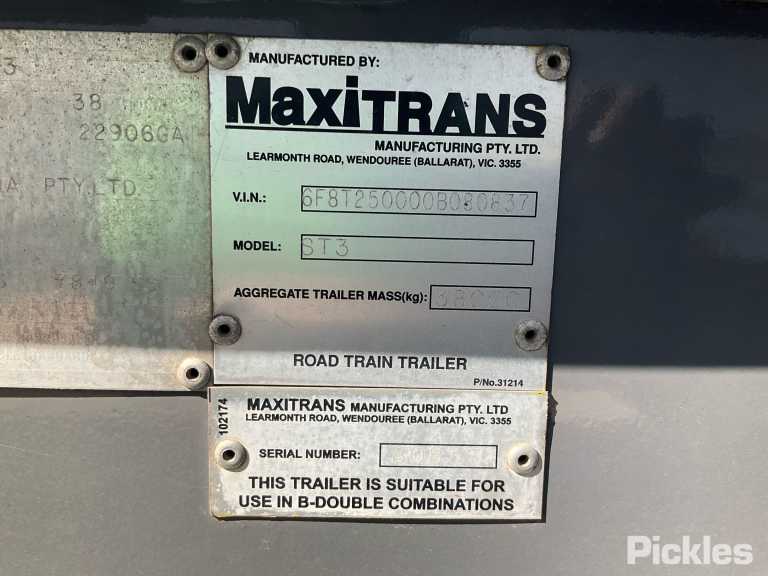 3
38
22906GA
PTY.LTD
MANUFACTURED BY:
MaxiTRANS
MANUFACTURING PTY. LTD.
LEARMONTH ROAD, WENDOUREE (BALLARAT), VIC. 3355
V.I.N.: 6F8T250000B080837
MODEL: ST3
AGGREGATE TRAILER MASS(kg):
ROAD TRAIN TRAILER
P/No.31214
102174
MAXITRANS MANUFACTURING PTY. LTD
LEARMONTH ROAD, WENDOUREE (BALLARAT), VIC. 3355
SERIAL NUMBER:
THIS TRAILER IS SUITABLE FOR
USE IN B-DOUBLE COMBINATIONS
Pickles